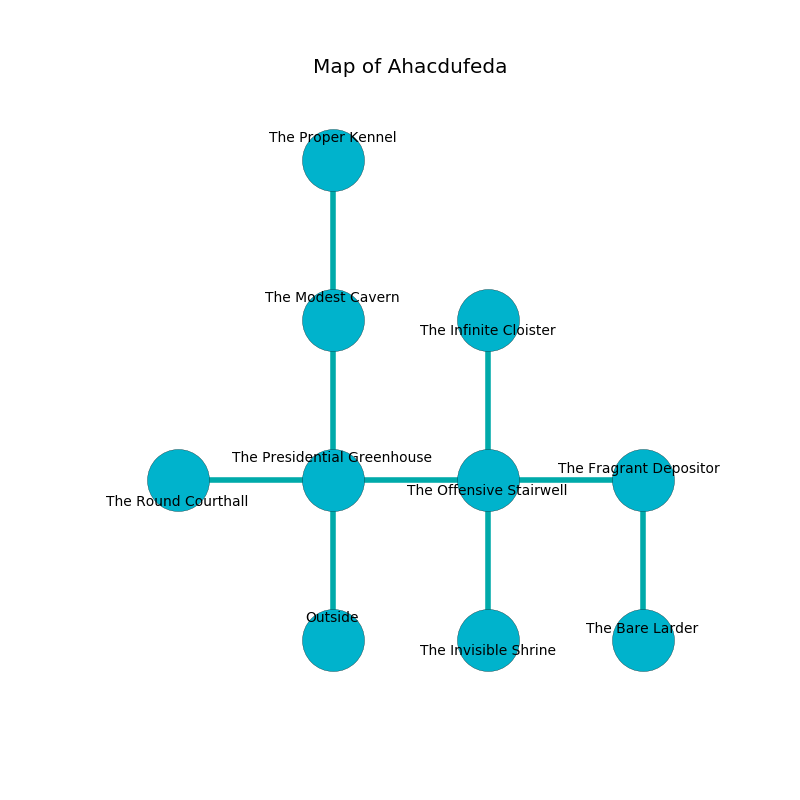 Map of Ahacdufeda
The Proper Kennel
The Modest Cavern
The Infinite Cloister
The Presidential Greenhouse
The Fragrant Depositor
The Offensive Stairwell
The Round Courthall
Outside
The Bare Larder
The Invisible Shrine